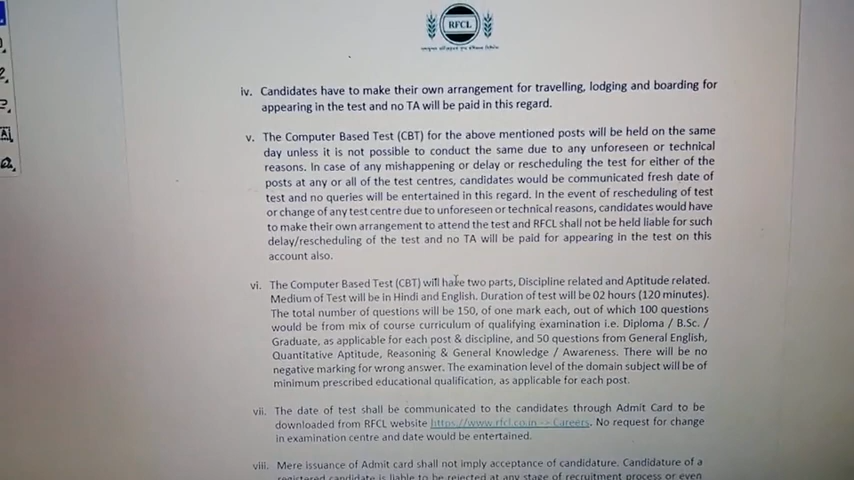 RFCL
iv. Candidates have to make their own arrangement for travelling, lodging and boarding for
appearing in the test and no TA will be paid in this regard.
v. The Computer Based Test (CBT) for the above mentioned posts will be held on the same
day unless it is not possible to conduct the same due to any unforeseen or technical
reasons. In case of any mishappening or delay or rescheduling the test for either of the
posts at any or all of the test centres, candidates would be communicated fresh date of
test and no queries will be entertained in this regard. In the event of rescheduling of test
or change of any test centre due to unforeseen or technical reasons, candidates would have
to make their own arrangement to attend the test and RFCL shall not be held liable for such
delay/rescheduling of the test and no TA will be paid for appearing in the test on this
account also.
vi. The Computer Based Test (CBT) will have two parts, Discipline related and Aptitude related.
Medium of Test will be in Hindi and English. Duration of test will be 02 hours (120 minutes).
The total number of questions will be 150, of one mark each, out of which 100 questions
would be from mix of course curriculum of qualifying examination i.e. Diploma / B.Sc. /
Graduate, as applicable for each post & discipline, and 50 questions from General English,
Quantitative Aptitude, Reasoning & General Knowledge / Awareness. There will be no
negative marking for wrong answer. The examination level of the domain subject will be of
minimum prescribed educational qualification, as applicable for each post.
vii. The date of test shall be communicated to the candidates through Admit Card to be
downloaded from RFCL website https://www.rfcl.co.in -> Careers. No request for change
in examination centre and date would be entertained.
viii. Mere issuance of Admit card shall not imply acceptance of candidature. Candidature of a
registered candidate is liable to be rejected at any stage of recruitment process or even